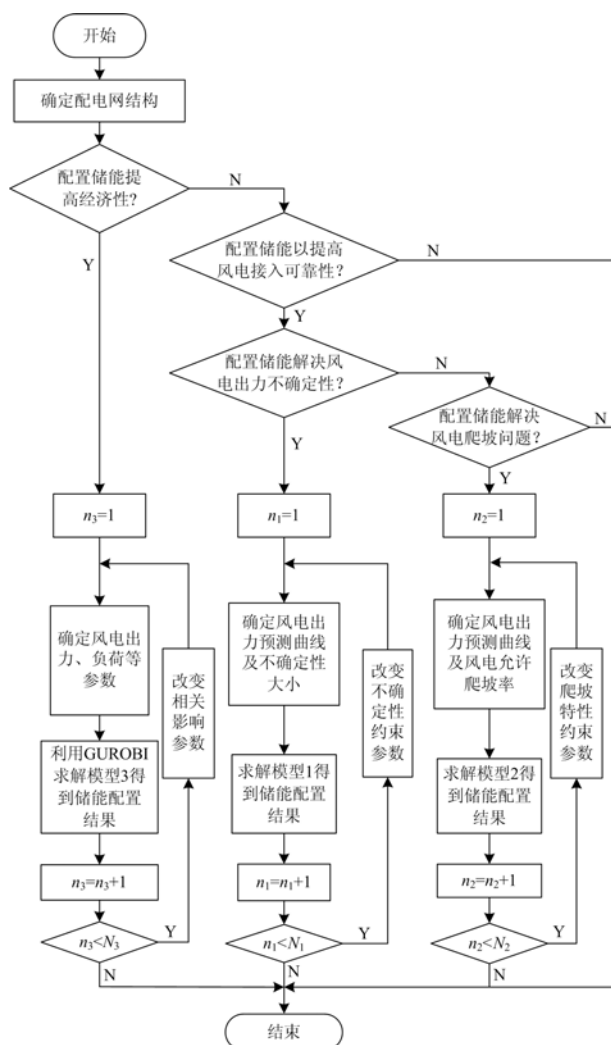 开始
确定配电网结构
配置储能提
高经济性?
N
Y
配置储能以提高
风电接入可靠性?
N
Y
配置储能解决风
电出力不确定性?
N
Y
配置储能解决
风电爬坡问题?
N
Y
n₃=1
n₁=1
n₂=1
确定风电出
力、负荷等
参数
改变
相关
影响
参数
利用GUROBI
求解模型3得
到储能配置
结果
n₃=n₃+1
n₃<N₃
Y
N
确定风电出
力预测曲线
及不确定性
大小
改变
不确
定性
约束
参数
求解模型1得
到储能配置
结果
n₁=n₁+1
n₁<N₁
Y
N
确定风电出
力预测曲线
及风电允许
爬坡率
改变
爬坡
特性
约束
参数
求解模型2得
到储能配置
结果
n₂=n₂+1
n₂<N₂
Y
N
结束